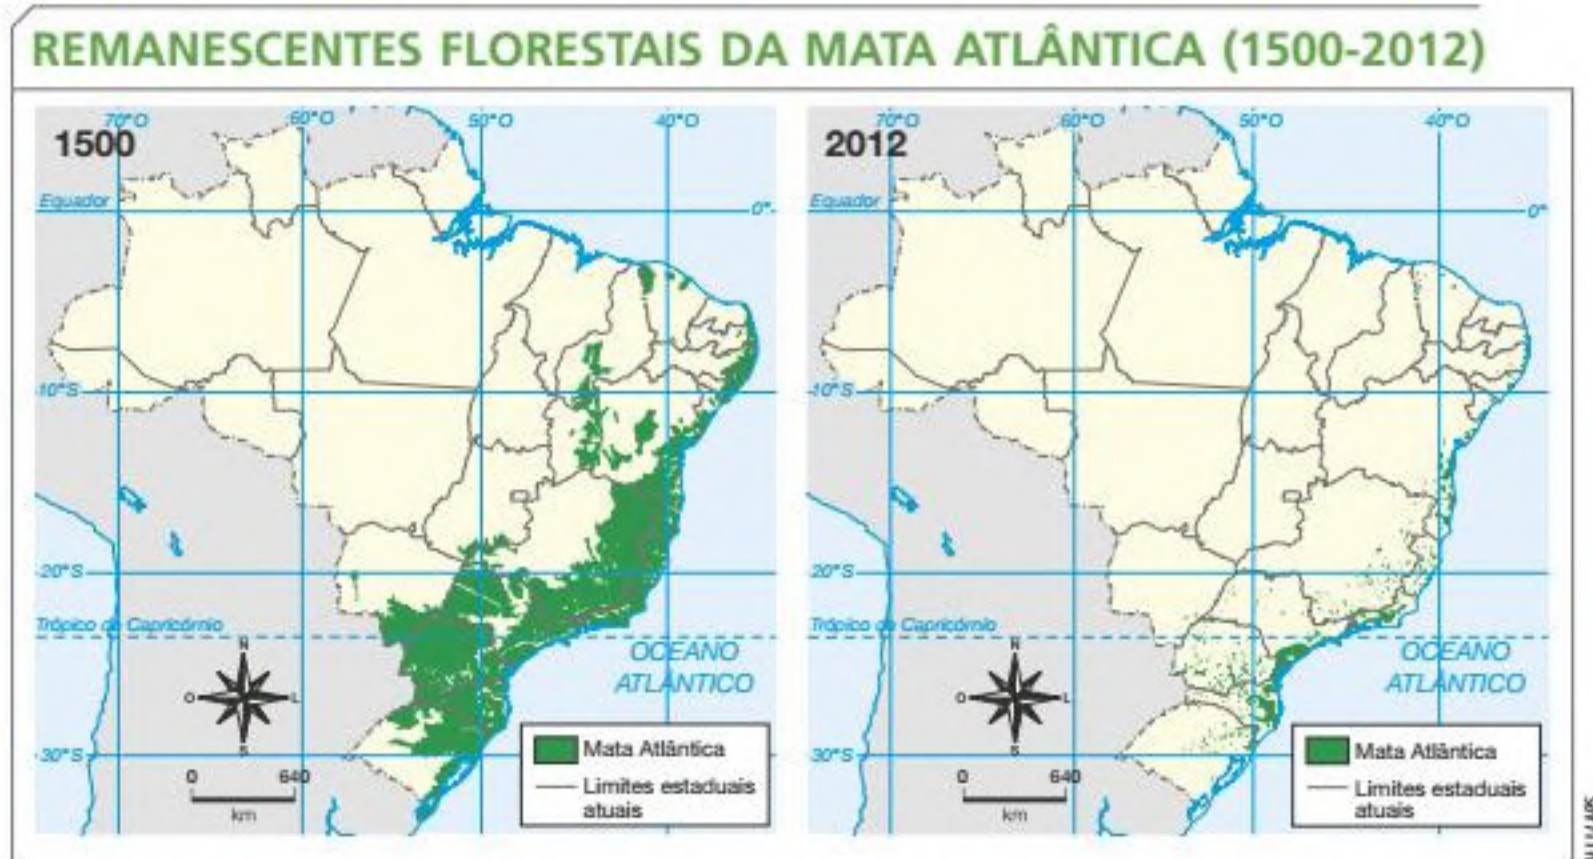 REMANESCENTES FLORESTAIS DA MATA ATLÂNTICA (1500-2012)
1500
70°O
60°O
50°O
40°O
Equador
0°
10°S
20°S
Trópico de Capricórnio
30°S
N
O
L
S
0
640
km
OCEANO
ATLÂNTICO
Mata Atlântica
Limites estaduais
atuais
2012
70°O
60°O
50°O
40°O
Equador
0°
10°S
20°S
Trópico de Capricórnio
30°S
N
O
L
S
0
640
km
OCEANO
ATLÂNTICO
Mata Atlântica
Limites estaduais
atuais